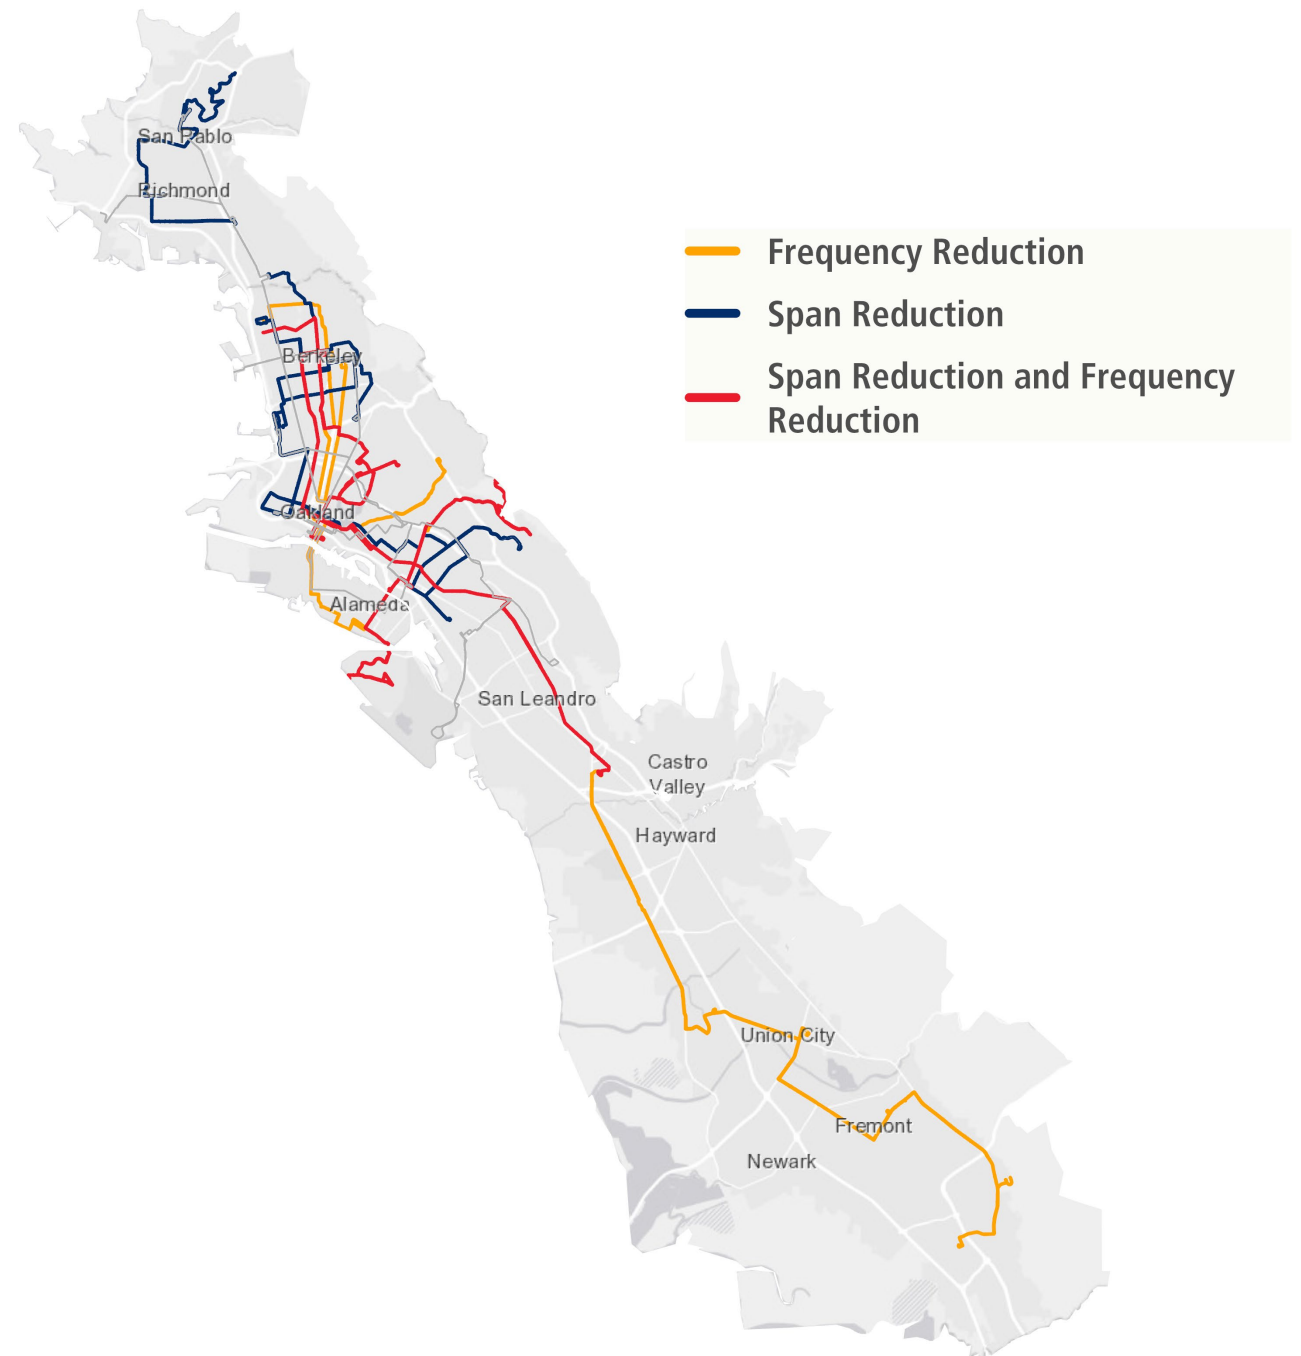 San Pablo
Richmond
Frequency Reduction
Span Reduction
Span Reduction and Frequency
Reduction
Berkeley
Oakland
Alameda
San Leandro
Castro
Valley
Hayward
Union City
Fremont
Newark